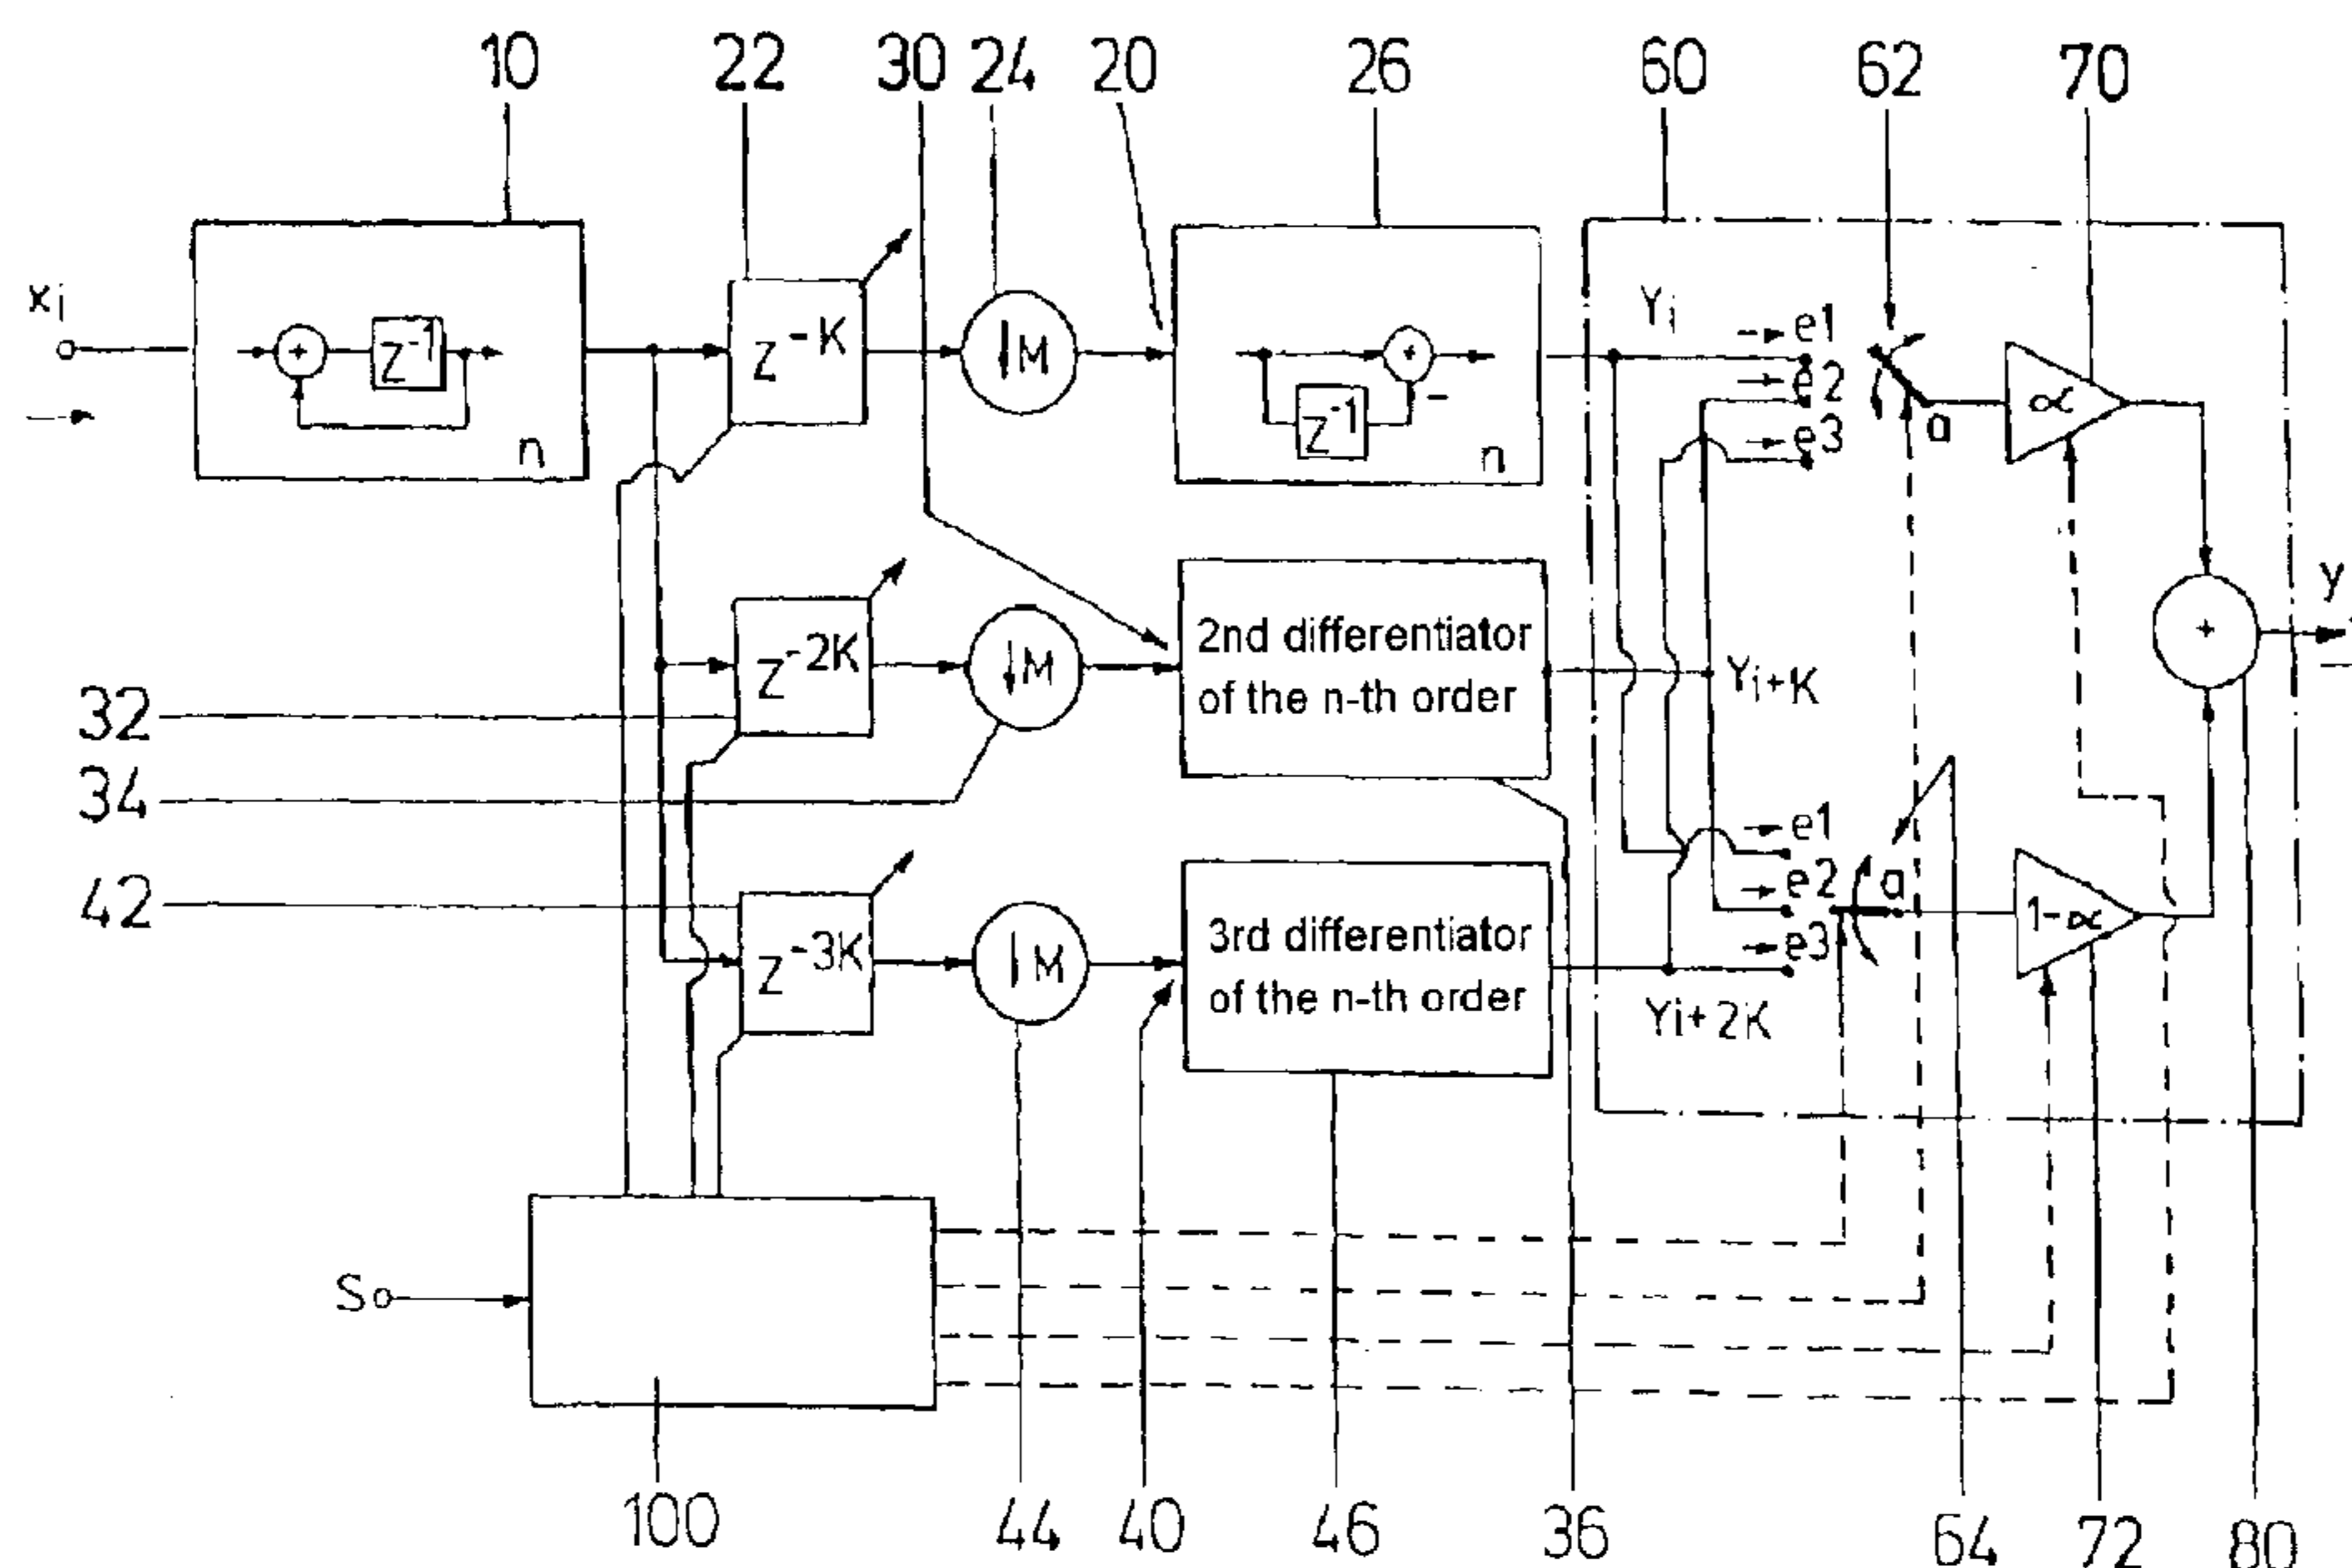 10 22 30 24 20 26 60 62 70
xi
+ Z-1
n
Z-K
↓M
+ Z-1 -
n
Yi
e1
e2
e3
a
∝
Z-2K
↓M
2nd differentiator
of the n-th order
Yi+K
+
y
32
34
42
Z-3K
M
3rd differentiator
of the n-th order
Yi+2K
e1
e2
e3
a
1-∝
S
100 44 40 46 36 64 72 80